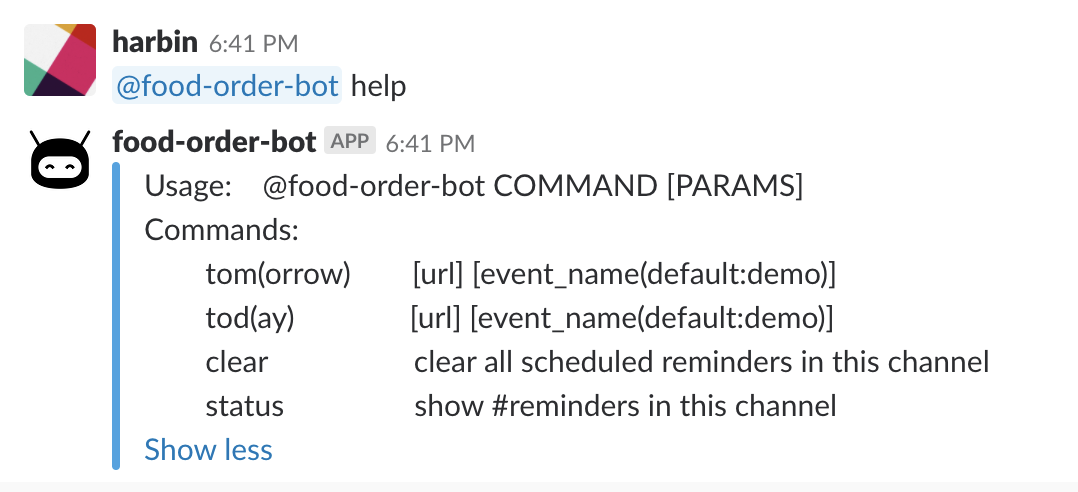 harbin 6:41 PM
@food-order-bot help
food-order-bot APP 6:41 PM
Usage: @food-order-bot COMMAND [PARAMS]
Commands:
tom(orrow) [url] [event_name(default:demo)]
tod(ay) [url] [event_name(default:demo)]
clear clear all scheduled reminders in this channel
status show #reminders in this channel
Show less